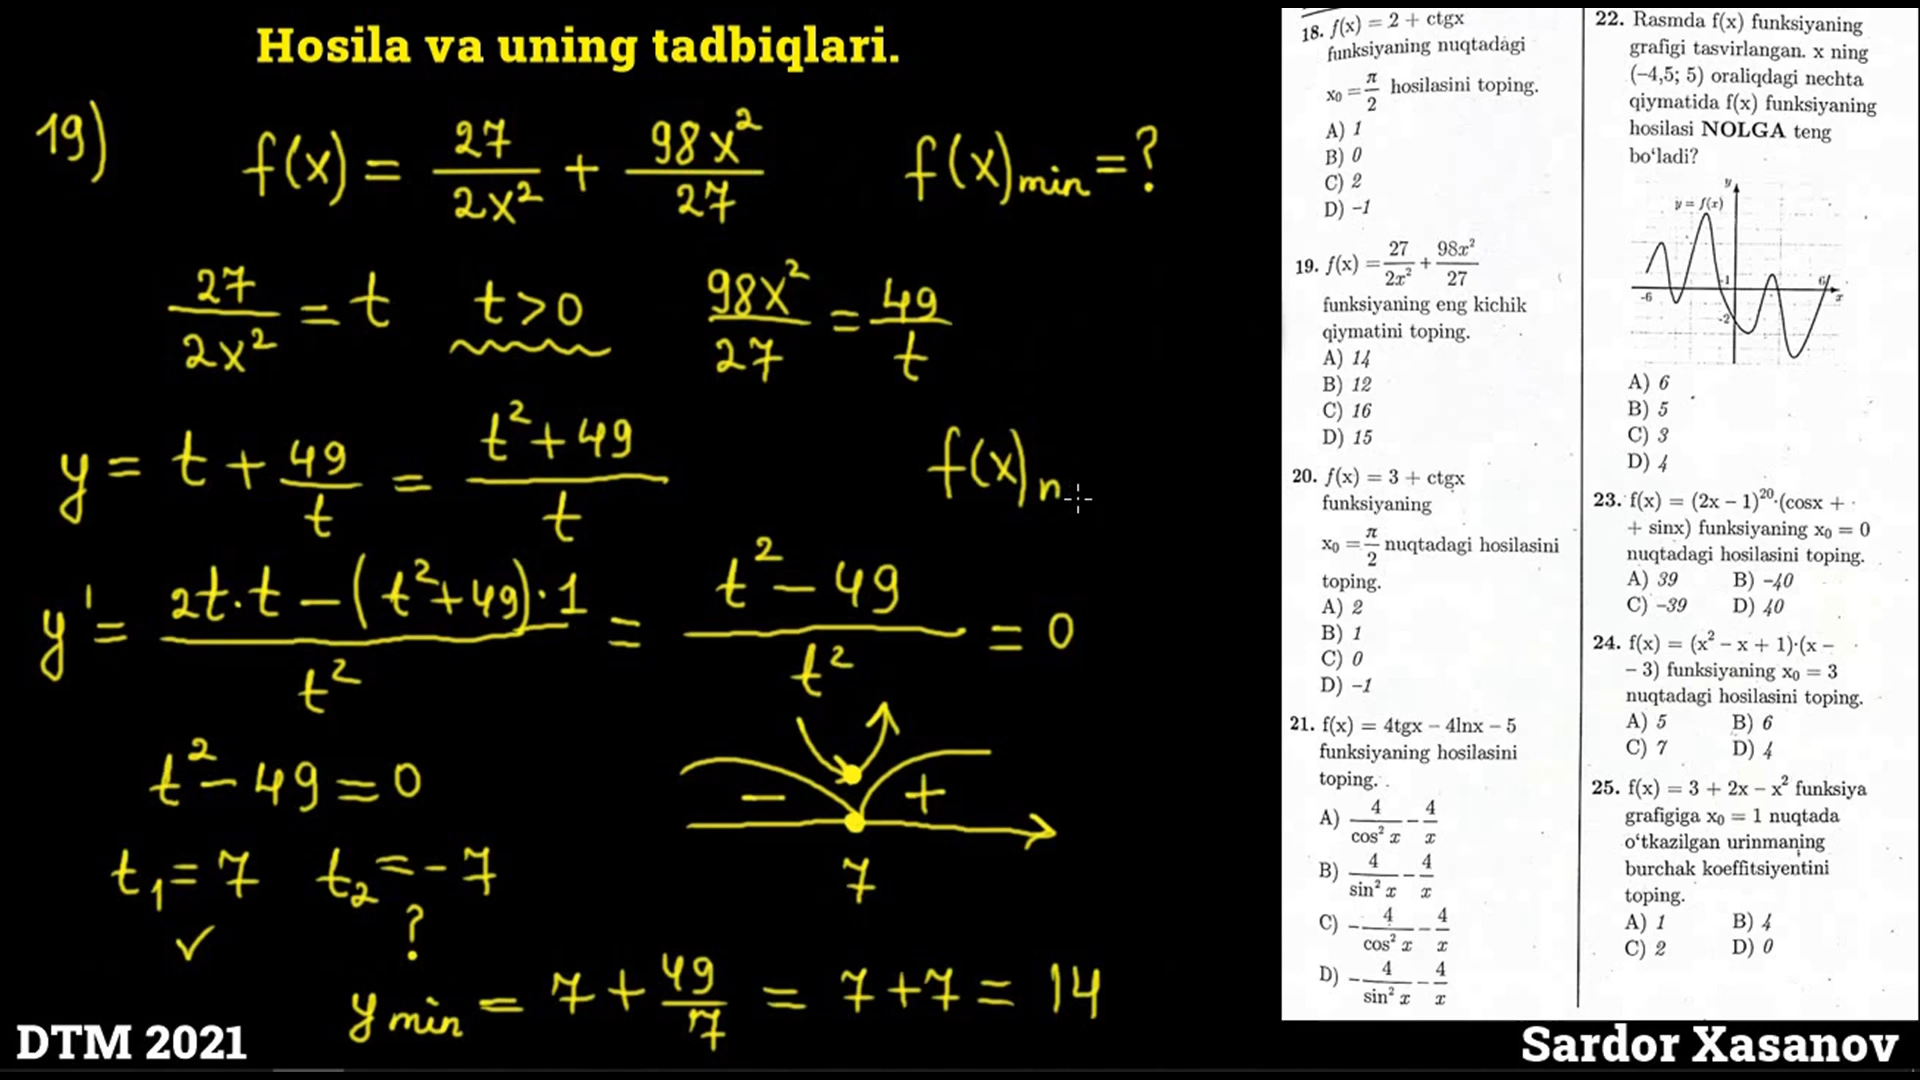 Hosila va uning tadbiqlari.
19)
f(x) = 27/2x² + 98x²/27
f(x)min = ?
27/2x² = t
t > 0
98x²/27 = 49/t
y = t + 49/t = t²+49/t
f(x)n
y' = 2t·t − (t²+49)·1/t² = t² − 49/t² = 0
t² − 49 = 0
− +
7
t₁ = 7 t₂ = −7
✓ ?
ymin = 7 + 49/7 = 7 + 7 = 14
DTM 2021
18. f(x) = 2 + ctgx
funksiyaning nuqtadagi
x₀ = π/2 hosilasini toping.
A) 1
B) 0
C) 2
D) −1
19. f(x) = 27/2x² + 98x²/27
funksiyaning eng kichik
qiymatini toping.
A) 14
B) 12
C) 16
D) 15
20. f(x) = 3 + ctgx
funksiyaning
x₀ = π/2 nuqtadagi hosilasini
toping.
A) 2
B) 1
C) 0
D) −1
21. f(x) = 4tgx − 4lnx − 5
funksiyaning hosilasini
toping.
A) 4/cos² x − 4/x
B) 4/sin² x − 4/x
C) − 4/cos² x − 4/x
D) − 4/sin² x − 4/x
22. Rasmda f(x) funksiyaning
grafigi tasvirlangan. x ning
(−4,5; 5) oraliqdagi nechta
qiymatida f(x) funksiyaning
hosilasi NOLGA teng
bo‘ladi?
y
y = f(x)
-6
-1
6
x
-2
A) 6
B) 5
C) 3
D) 4
23. f(x) = (2x − 1)²⁰·(cosx +
+ sinx) funksiyaning x₀ = 0
nuqtadagi hosilasini toping.
A) 39 B) −40
C) −39 D) 40
24. f(x) = (x² − x + 1)·(x −
− 3) funksiyaning x₀ = 3
nuqtadagi hosilasini toping.
A) 5 B) 6
C) 7 D) 4
25. f(x) = 3 + 2x − x² funksiya
grafigiga x₀ = 1 nuqtada
o‘tkazilgan urinmaning
burchak koeffitsiyentini
toping.
A) 1 B) 4
C) 2 D) 0
Sardor Xasanov